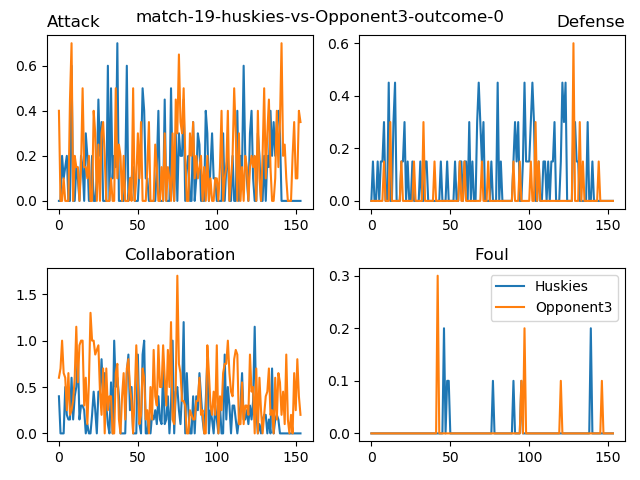 match-19-huskies-vs-Opponent3-outcome-0
Attack
Defense
0.6
0.4
0.2
0.0
0 50 100 150
0.6
0.4
0.2
0.0
0 50 100 150
Collaboration
Foul
1.5
1.0
0.5
0.0
0 50 100 150
0.3
0.2
0.1
0.0
0 50 100 150
Huskies
Opponent3